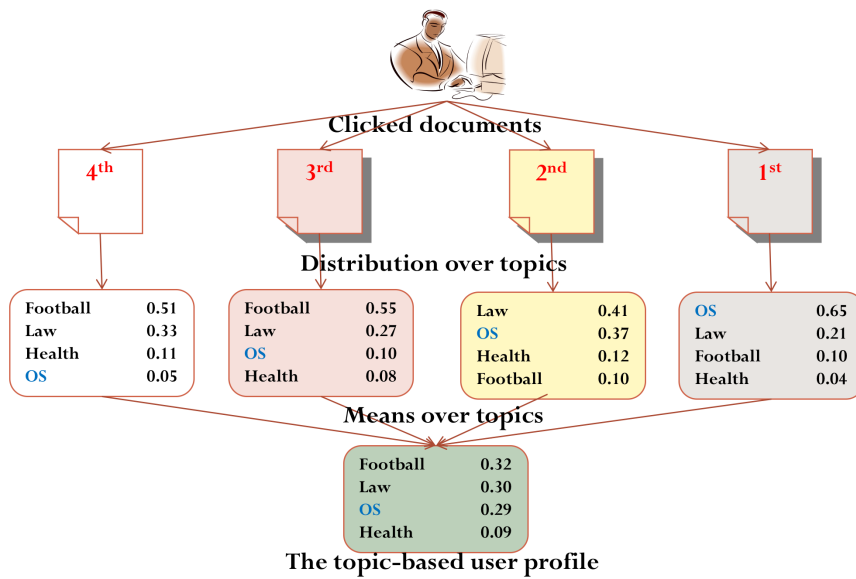 Clicked documents
4th
3rd
2nd
1st
Distribution over topics
Football 0.51
Law 0.33
Health 0.11
OS 0.05
Football 0.55
Law 0.27
OS 0.10
Health 0.08
Law 0.41
OS 0.37
Health 0.12
Football 0.10
OS 0.65
Law 0.21
Football 0.10
Health 0.04
Means over topics
Football 0.32
Law 0.30
OS 0.29
Health 0.09
The topic-based user profile